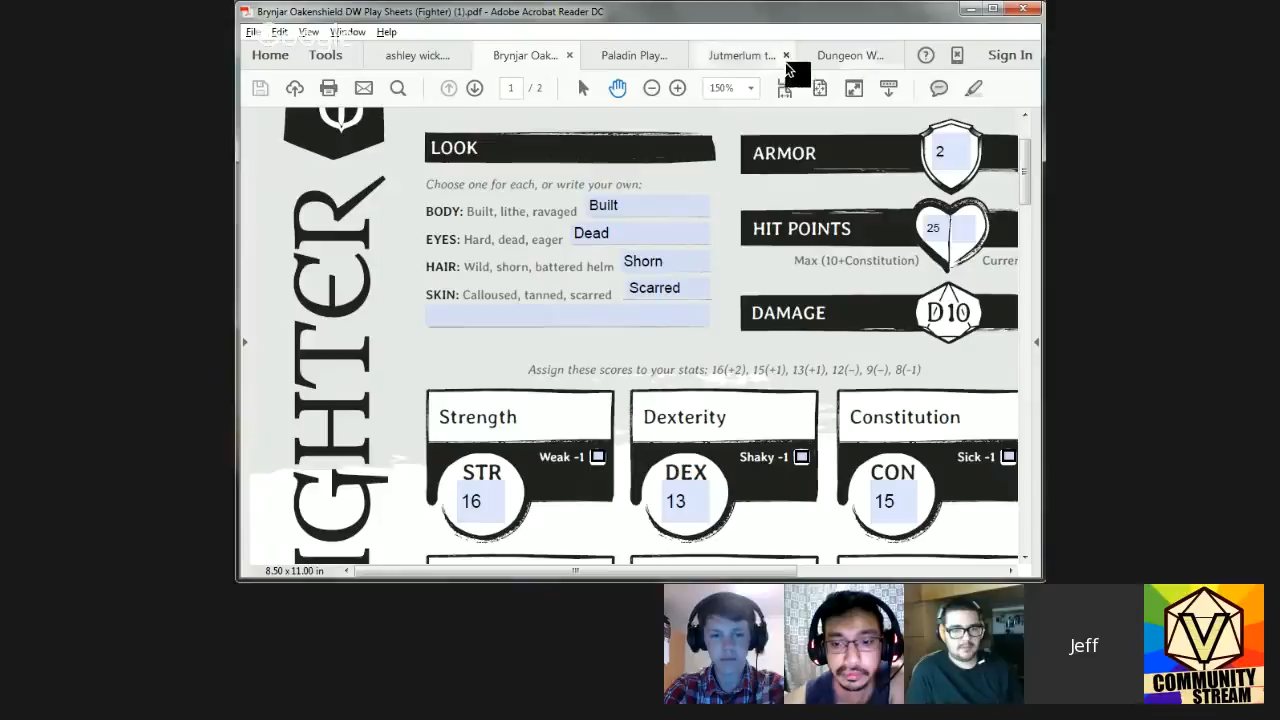 Brynjar Oakenshield DW Play Sheets (Fighter) (1).pdf - Adobe Acrobat Reader DC
File Edit View Window Help
Google
Home Tools ashley wick.... Brynjar Oak... Paladin Play... Jutmerlum t... Dungeon W... Sign In
1 / 2 150%
FIGHTER
LOOK
Choose one for each, or write your own:
BODY: Built, lithe, ravaged Built
EYES: Hard, dead, eager Dead
HAIR: Wild, shorn, battered helm Shorn
SKIN: Calloused, tanned, scarred Scarred
ARMOR 2
HIT POINTS 25
Max (10+Constitution) Curren
DAMAGE D10
Assign these scores to your stats: 16(+2), 15(+1), 13(+1), 12(–), 9(–), 8(-1)
Strength Dexterity Constitution
Weak -1 Shaky -1 Sick -1
STR DEX CON
16 13 15
8.50 x 11.00 in
Jeff
V
COMMUNITY
STREAM